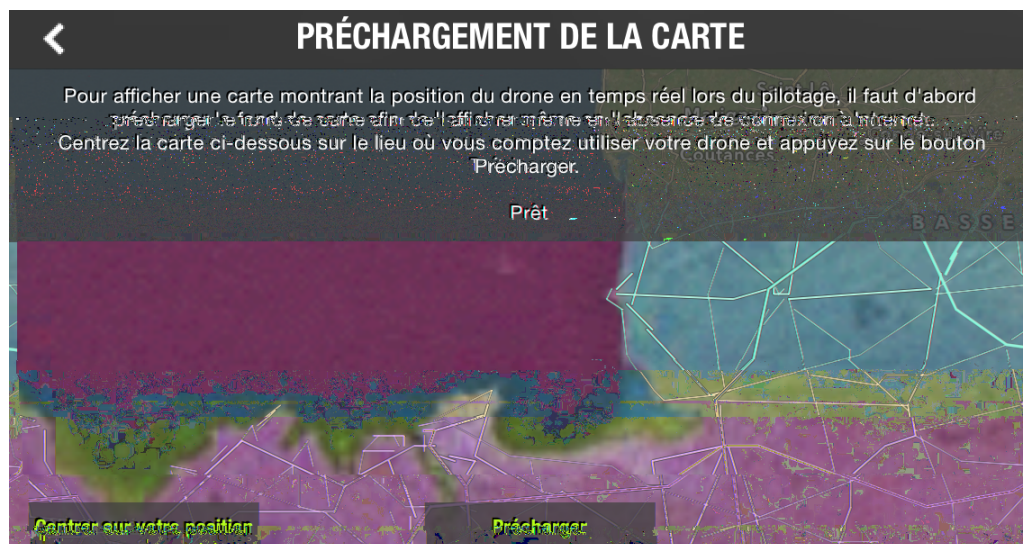 PRÉCHARGEMENT DE LA CARTE
Pour afficher une carte montrant la position du drone en temps réel lors du pilotage, il faut d'abord
précharger le fond de carte afin de l'afficher même en l'absence de connexion à Internet.
Centrez la carte ci-dessous sur le lieu où vous comptez utiliser votre drone et appuyez sur le bouton
Précharger.
Prêt
Coutances
BASSE
Centrer sur votre position
Précharger